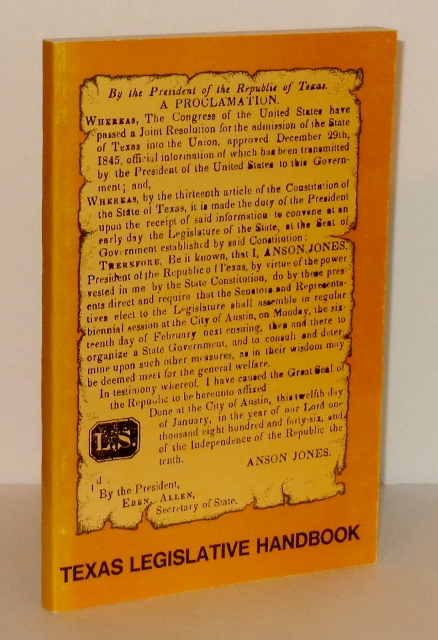 By the President of the Republic of Texas.
A PROCLAMATION.
WHEREAS, The Congress of the United States have
passed a Joint Resolution for the admission of the State
of Texas into the Union, approved December 29th,
1845, official information of which has been transmitted
by the President of the United States to this Govern-
ment; and,
WHEREAS, by the thirteenth article of the Constitution of
the State of Texas, it is made the duty of the President
upon the receipt of said information to convene at an
early day the Legislature of the State, at the Seat of
Government established by said Constitution:
THERSFORE, Be it known, that I, ANSON JONES,
President of the Republic of Texas, by virtue of the power
vested in me by the State Constitution, do by these pres-
ents direct and require that the Senators and Representa-
tives elect to the Legislature shall assemble in regular
biennial session at the City of Austin, on Monday, the six-
teenth day of February next ensuing, then and there to
organize a State Government, and to consult and deter-
mine upon such other measures, as in their wisdom may
be deemed meet for the general welfare.
In testimony whereof, I have caused the Great Seal of
the Republic to be hereunto affixed
Done at the City of Austin, this twelfth day
of January, in the year of our Lord one
thousand eight hundred and forty-six, and
of the Independence of the Republic the
tenth.
L S
ANSON JONES.
By the President,
EBEN. ALLEN,
Secretary of State.
TEXAS LEGISLATIVE HANDBOOK